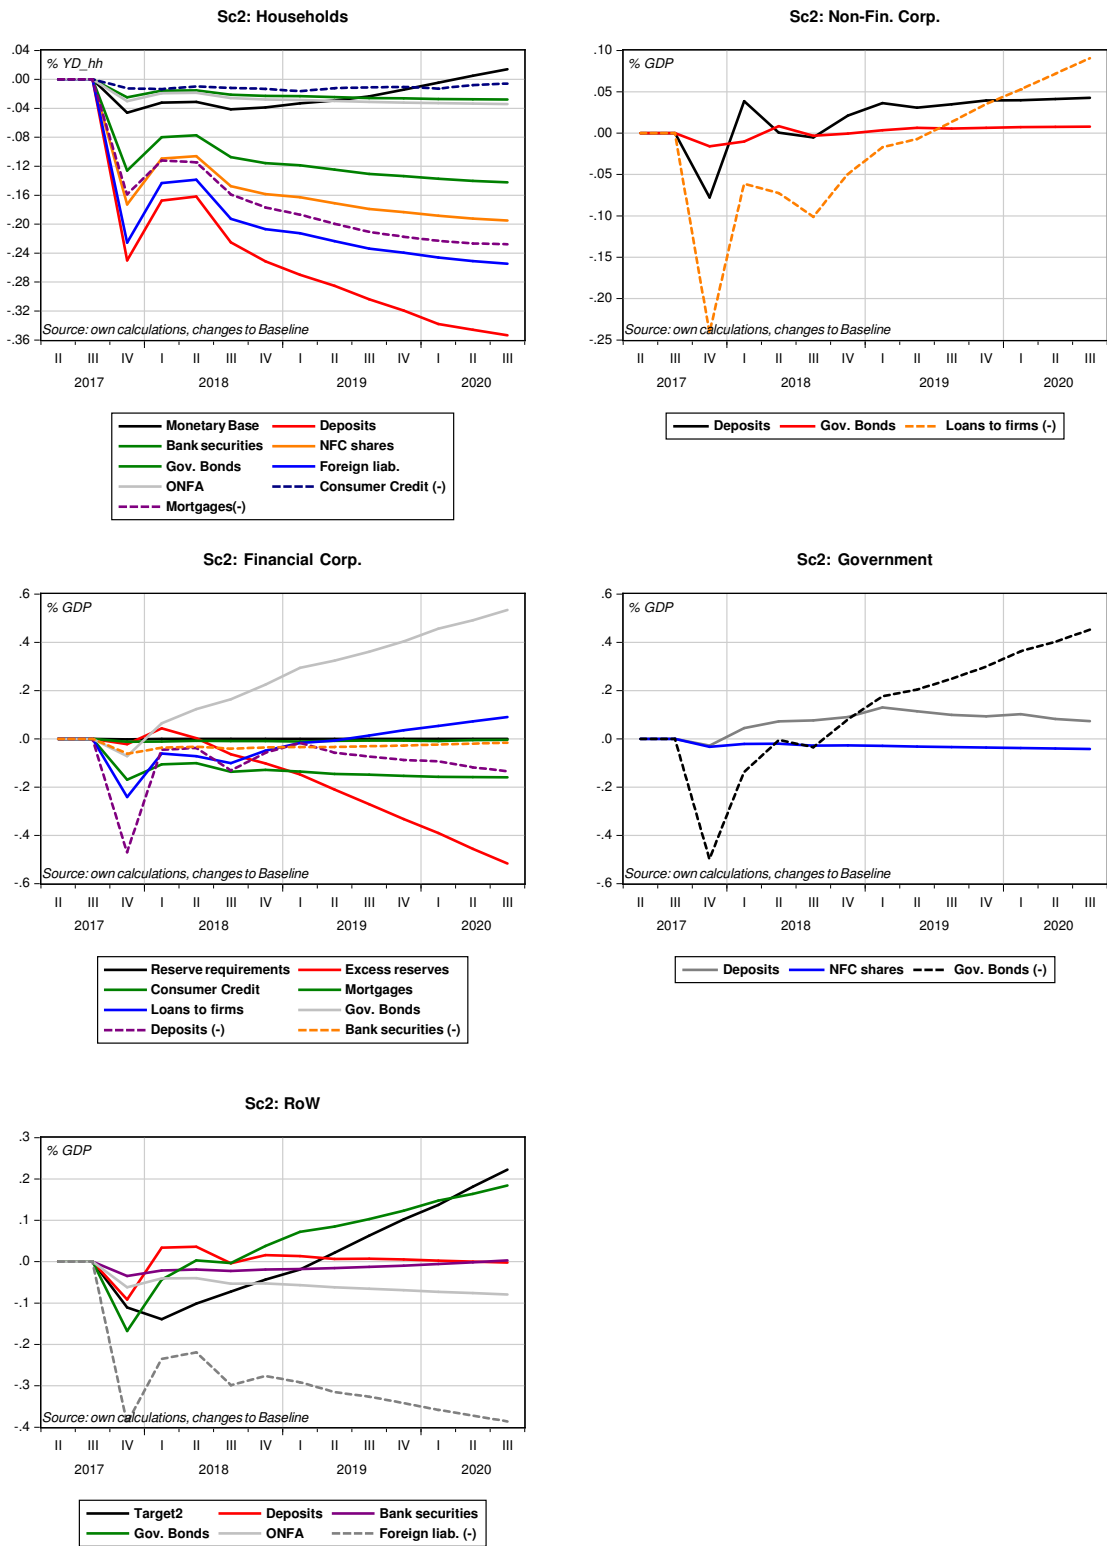 Sc2: Households
% YD_hh
.04
.00
-.04
-.08
-.12
-.16
-.20
-.24
-.28
-.32
-.36
Source: own calculations, changes to Baseline
II III IV I II III IV I II III IV I II III
2017 2018 2019 2020
Monetary Base Deposits
Bank securities NFC shares
Gov. Bonds Foreign liab.
ONFA Consumer Credit (-)
Mortgages(-)
Sc2: Non-Fin. Corp.
% GDP
.10
.05
.00
-.05
-.10
-.15
-.20
-.25
Source: own calculations, changes to Baseline
II III IV I II III IV I II III IV I II III
2017 2018 2019 2020
Deposits Gov. Bonds Loans to firms (-)
Sc2: Financial Corp.
% GDP
.6
.4
.2
.0
-.2
-.4
-.6
Source: own calculations, changes to Baseline
II III IV I II III IV I II III IV I II III
2017 2018 2019 2020
Reserve requirements Excess reserves
Consumer Credit Mortgages
Loans to firms Gov. Bonds
Deposits (-) Bank securities (-)
Sc2: Government
% GDP
.6
.4
.2
.0
-.2
-.4
-.6
Source: own calculations, changes to Baseline
II III IV I II III IV I II III IV I II III
2017 2018 2019 2020
Deposits NFC shares Gov. Bonds (-)
Sc2: RoW
% GDP
.3
.2
.1
.0
-.1
-.2
-.3
-.4
Source: own calculations, changes to Baseline
II III IV I II III IV I II III IV I II III
2017 2018 2019 2020
Target2 Deposits Bank securities
Gov. Bonds ONFA Foreign liab. (-)